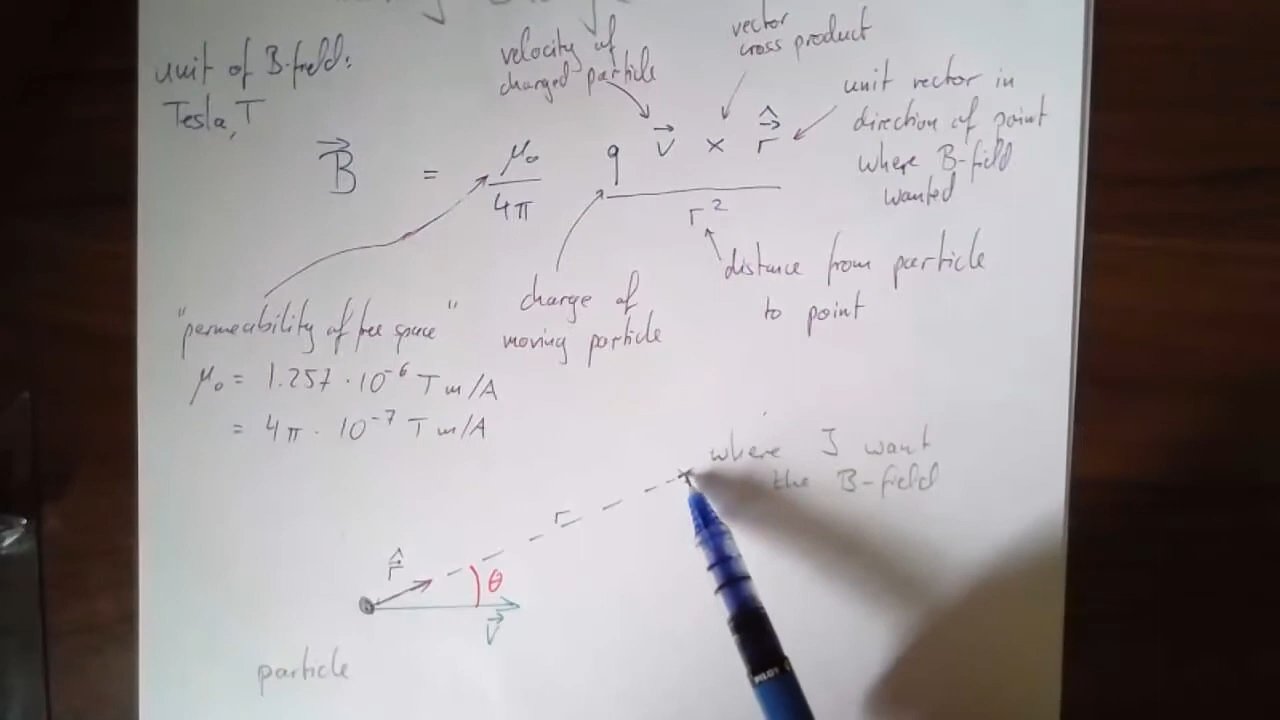 unit of B-field:
Tesla, T
velocity of
charged particle
vector
cross product
unit vector in
direction of point
where B-field
wanted
B⃗ = μ₀/4π q v⃗ × r̂⃗ / r²
distance from particle
to point
charge of
moving particle
"permeability of free space"
μ₀ = 1.257 · 10⁻⁶ T m/A
= 4π · 10⁻⁷ T m/A
where I want
the B-field
r
r̂
θ
v⃗
particle
PILOT